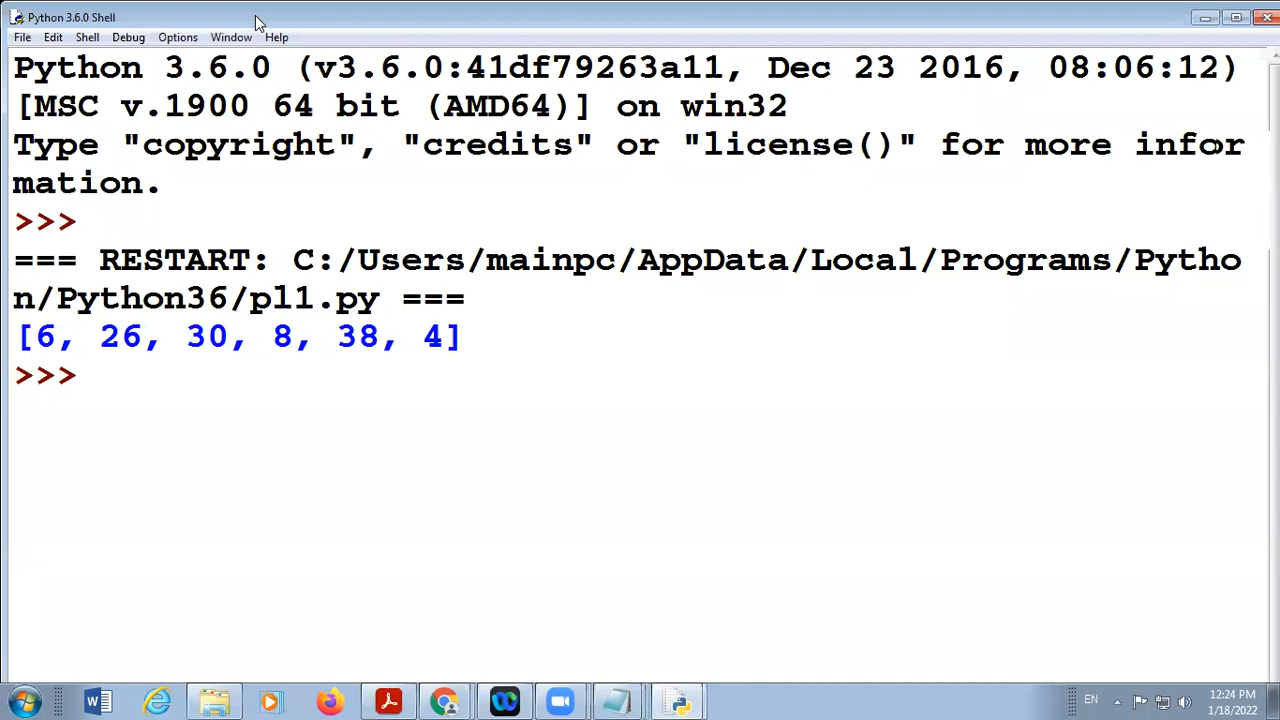 Python 3.6.0 Shell
File Edit Shell Debug Options Window Help
Python 3.6.0 (v3.6.0:41df79263a11, Dec 23 2016, 08:06:12)
[MSC v.1900 64 bit (AMD64)] on win32
Type "copyright", "credits" or "license()" for more infor
mation.
>>>
=== RESTART: C:/Users/mainpc/AppData/Local/Programs/Pytho
n/Python36/pl1.py ===
[6, 26, 30, 8, 38, 4]
>>>
EN
12:24 PM
1/18/2022